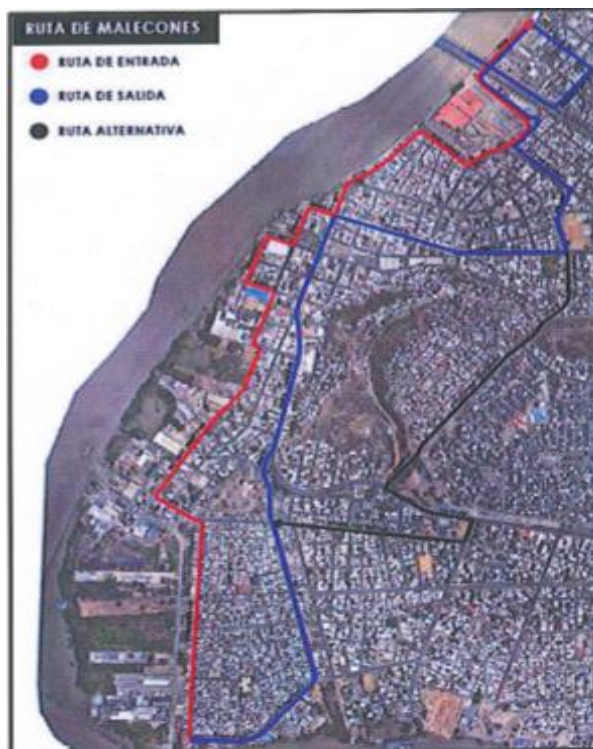 RUTA DE MALECONES
RUTA DE ENTRADA
RUTA DE SALIDA
RUTA ALTERNATIVA